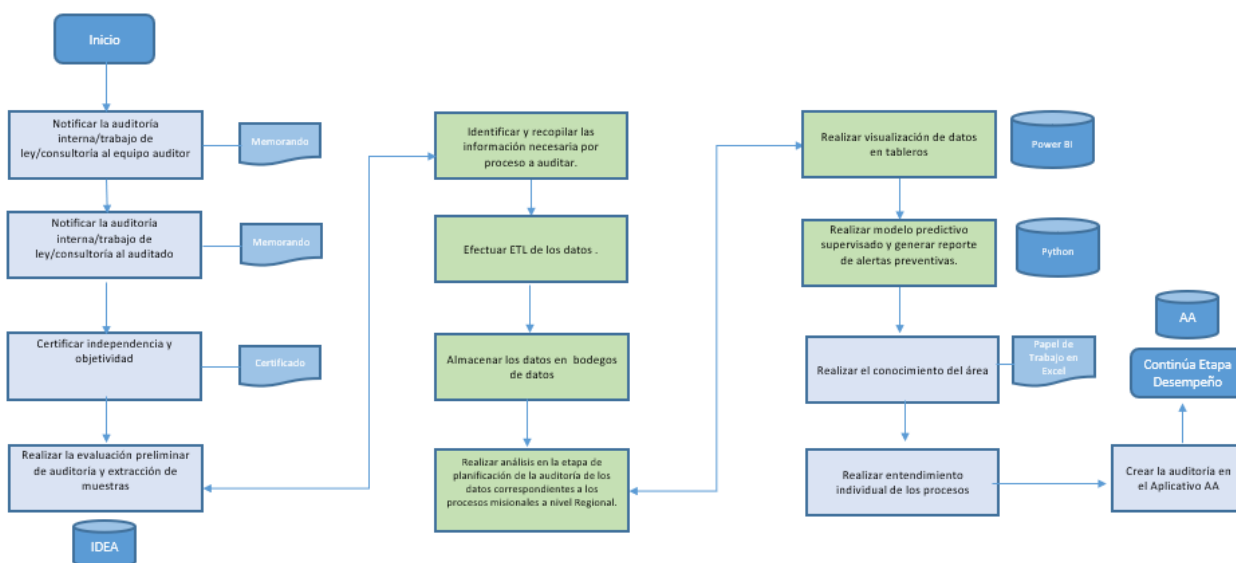 Inicio
Notificar la auditoría
interna/trabajo de
ley/consultoría al equipo auditor
Memorando
Notificar la auditoría
interna/trabajo de
ley/consultoría al auditado
Memorando
Certificar independencia y
objetividad
Certificado
Realizar la evaluación preliminar
de auditoría y extracción de
muestras
IDEA
Identificar y recopilar las
información necesaria por
proceso a auditar.
Efectuar ETL de los datos .
Almacenar los datos en bodegos
de datos
Realizar análisis en la etapa de
planificación de la auditoría de los
datos correspondientes a los
procesos misionales a nivel Regional.
Realizar visualización de datos
en tableros
Power BI
Realizar modelo predictivo
supervisado y generar reporte
de alertas preventivas.
Python
Realizar el conocimiento del área
Papel de
Trabajo en
Excel
Realizar entendimiento
individual de los procesos
Crear la auditoría en
el Aplicativo AA
AA
Continúa Etapa
Desempeño